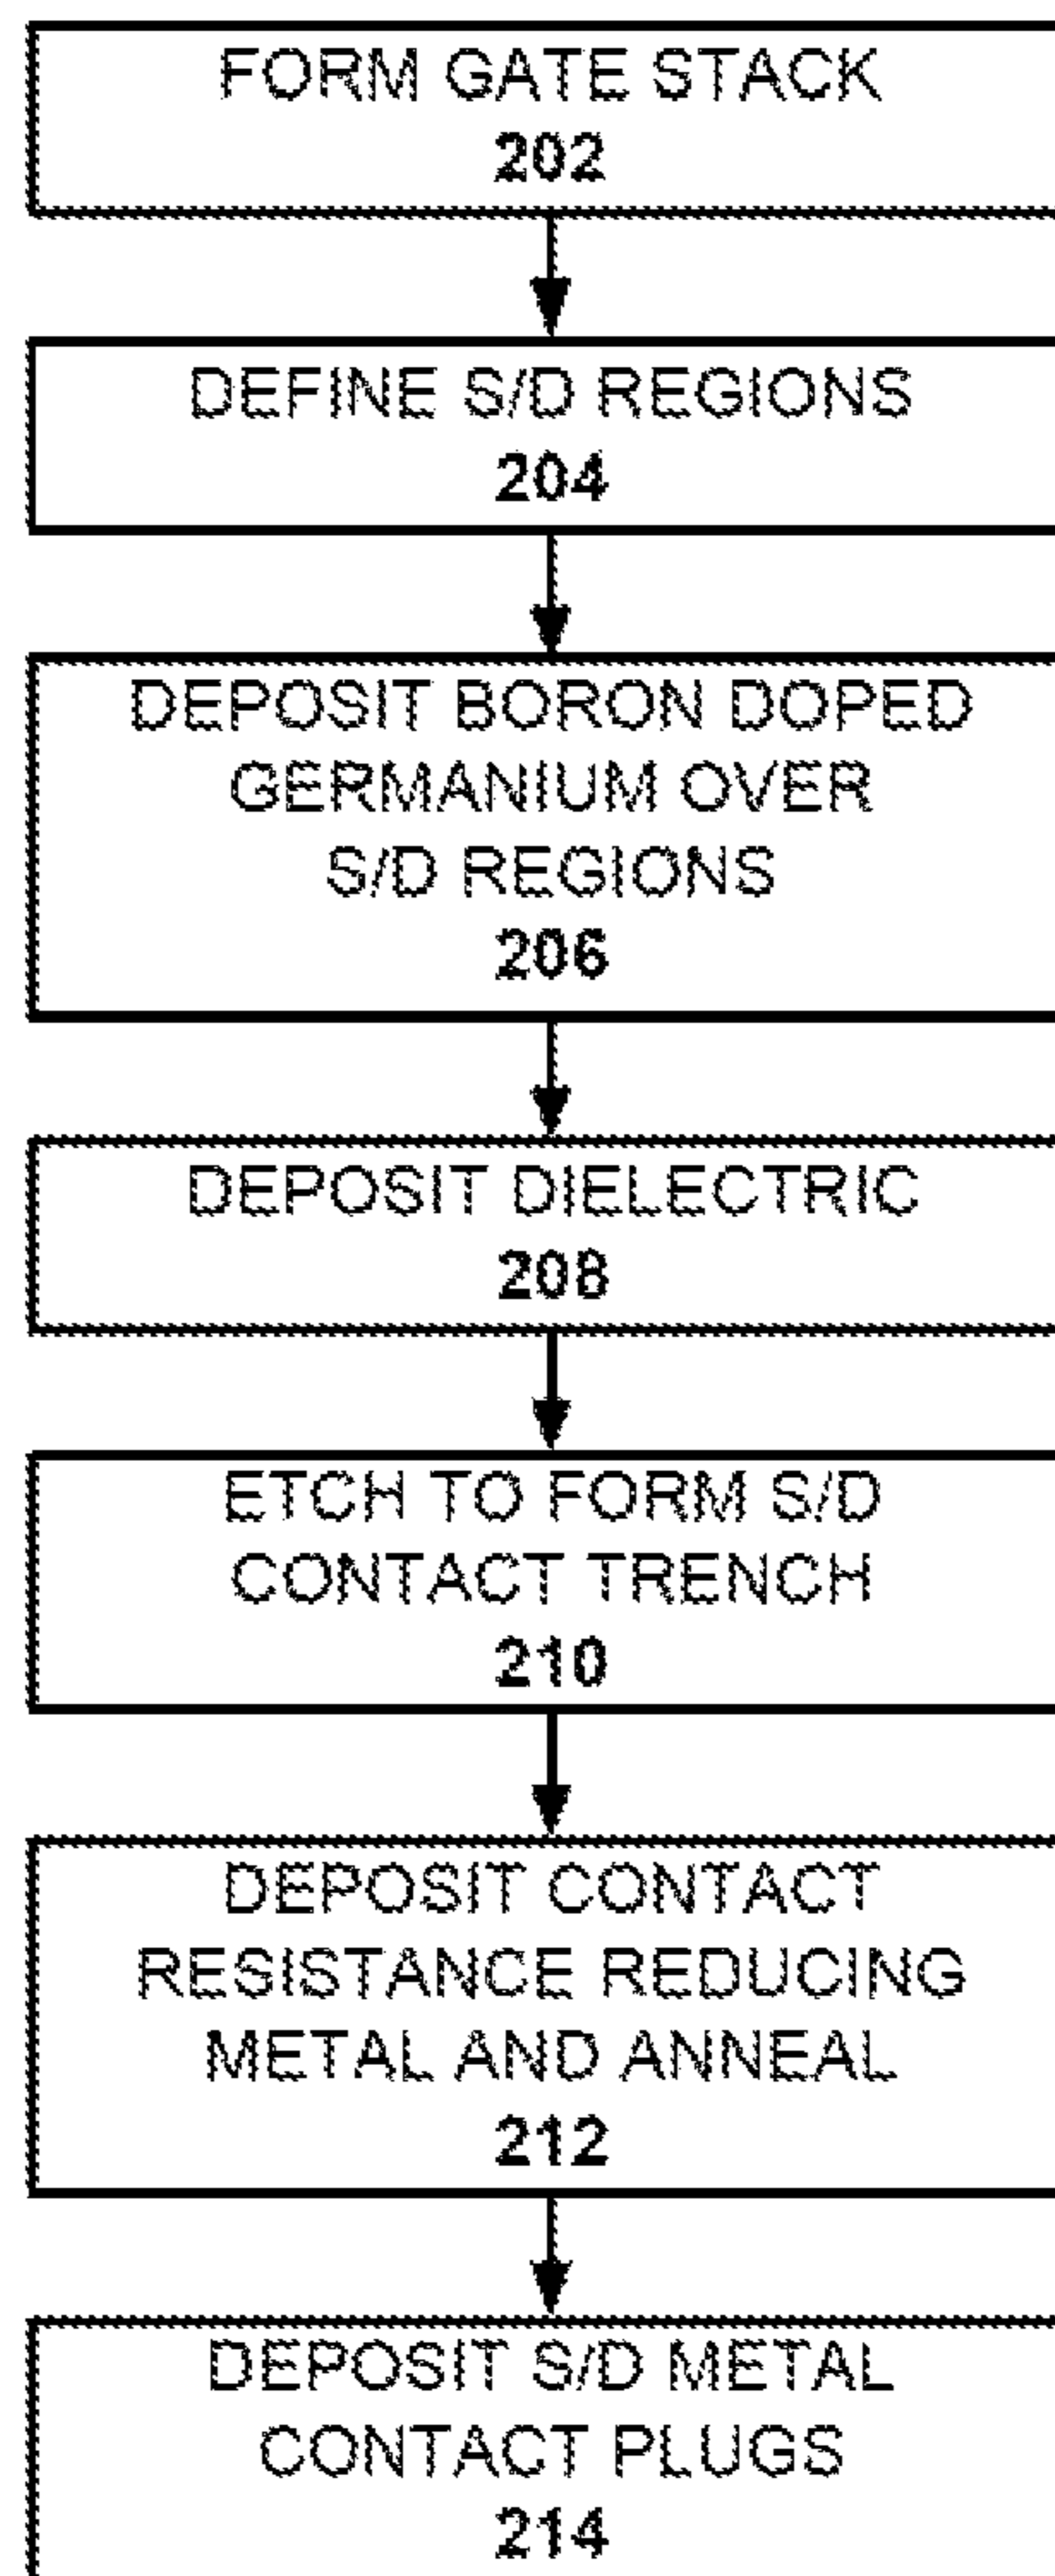 FORM GATE STACK
202
DEFINE S/D REGIONS
204
DEPOSIT BORON DOPED
GERMANIUM OVER
S/D REGIONS
206
DEPOSIT DIELECTRIC
208
ETCH TO FORM S/D
CONTACT TRENCH
210
DEPOSIT CONTACT
RESISTANCE REDUCING
METAL AND ANNEAL
212
DEPOSIT S/D METAL
CONTACT PLUGS
214